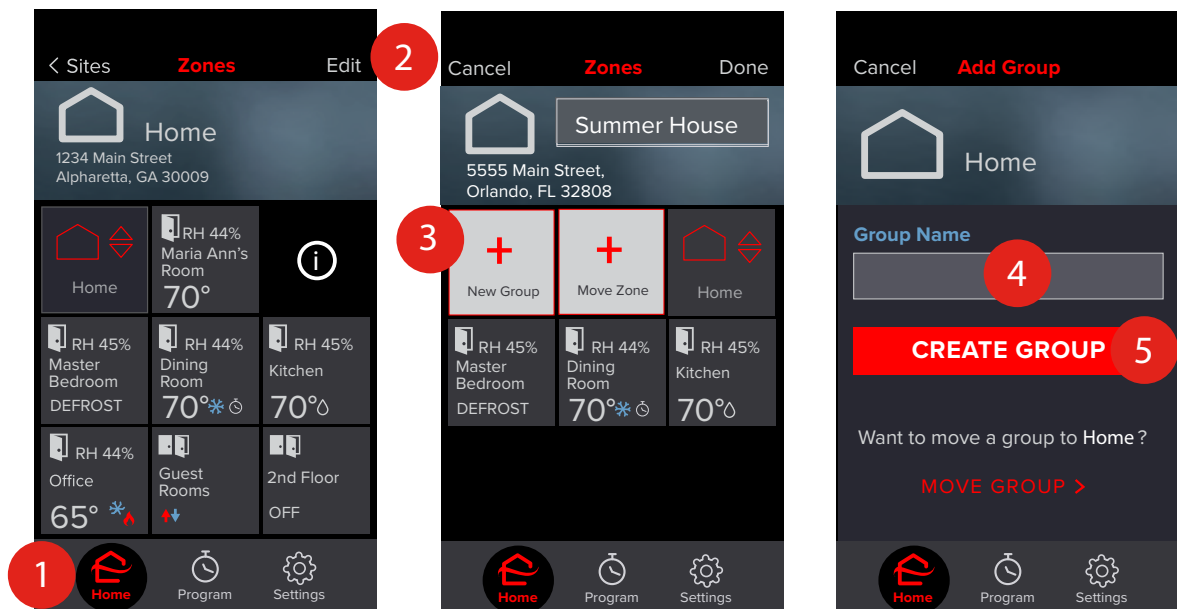 < Sites Zones Edit
Home
1234 Main Street
Alpharetta, GA 30009
Home
RH 44%
Maria Ann's
Room
70°
i
RH 45%
Master
Bedroom
DEFROST
RH 44%
Dining
Room
70°
RH 45%
Kitchen
70°
RH 44%
Office
65°
Guest
Rooms
2nd Floor
OFF
1
Home Program Settings
2
Cancel Zones Done
Summer House
5555 Main Street,
Orlando, FL 32808
3
+
New Group
+
Move Zone
Home
RH 45%
Master
Bedroom
DEFROST
RH 44%
Dining
Room
70°
RH 45%
Kitchen
70°
Home Program Settings
Cancel Add Group
Home
Group Name
4
CREATE GROUP 5
Want to move a group to Home ?
MOVE GROUP >
Home Program Settings